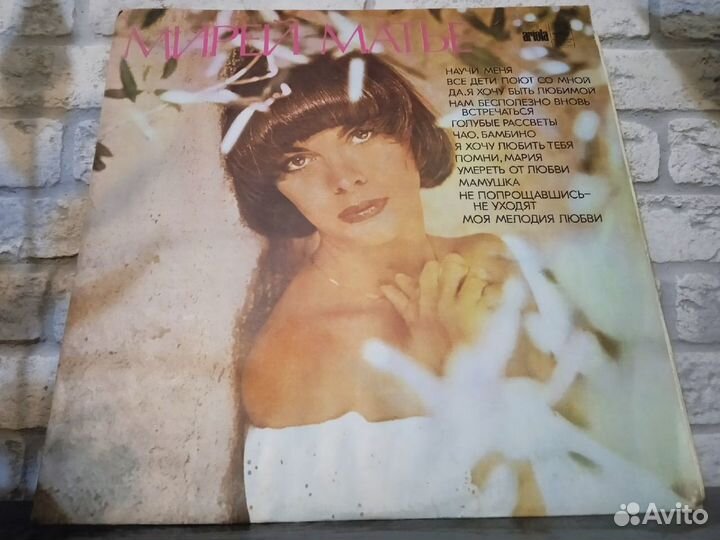 МИРЕЙ МАТЬЕ
ariola
НАУЧИ МЕНЯ
ВСЕ ДЕТИ ПОЮТ СО МНОЙ
ДА, Я ХОЧУ БЫТЬ ЛЮБИМОЙ
НАМ БЕСПОЛЕЗНО ВНОВЬ
ВСТРЕЧАТЬСЯ
ГОЛУБЫЕ РАССВЕТЫ
ЧАО, БАМБИНО
Я ХОЧУ ЛЮБИТЬ ТЕБЯ
ПОМНИ, МАРИЯ
УМЕРЕТЬ ОТ ЛЮБВИ
МАМУШКА
НЕ ПОПРОЩАВШИСЬ–
НЕ УХОДЯТ
МОЯ МЕЛОДИЯ ЛЮБВИ
Avito